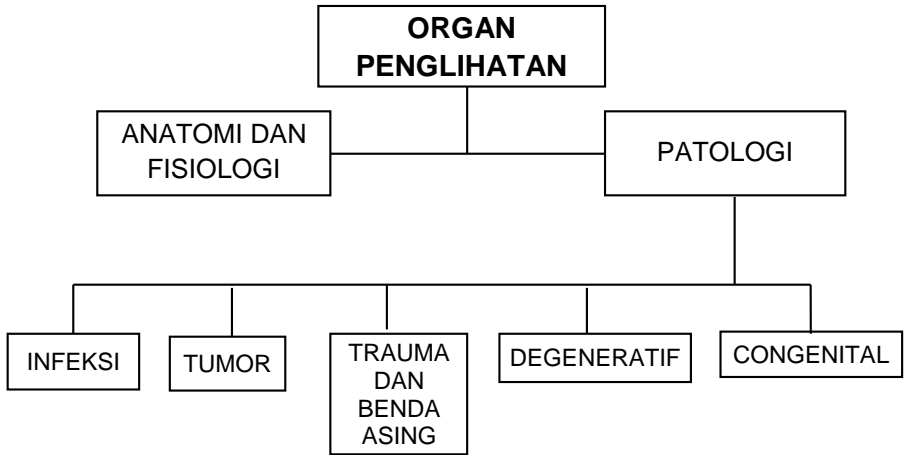 ORGAN
PENGLIHATAN
ANATOMI DAN
FISIOLOGI
PATOLOGI
INFEKSI
TUMOR
TRAUMA
DAN
BENDA
ASING
DEGENERATIF
CONGENITAL